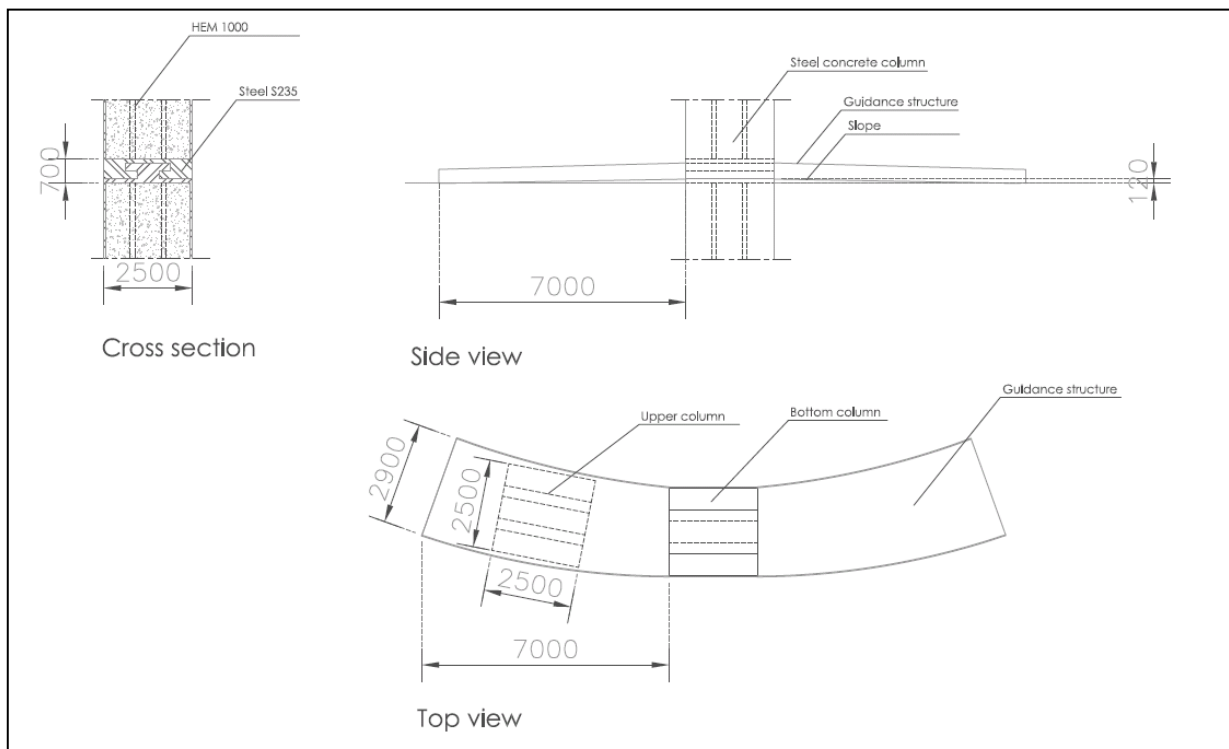 HEM 1000
Steel S235
700
2500
Cross section
Steel concrete column
Guidance structure
Slope
120
7000
Side view
Upper column
Bottom column
Guidance structure
2900
2500
2500
7000
Top view